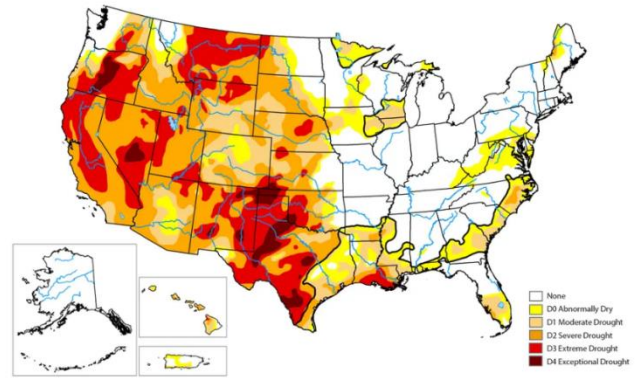 None
D0 Abnormally Dry
D1 Moderate Drought
D2 Severe Drought
D3 Extreme Drought
D4 Exceptional Drought